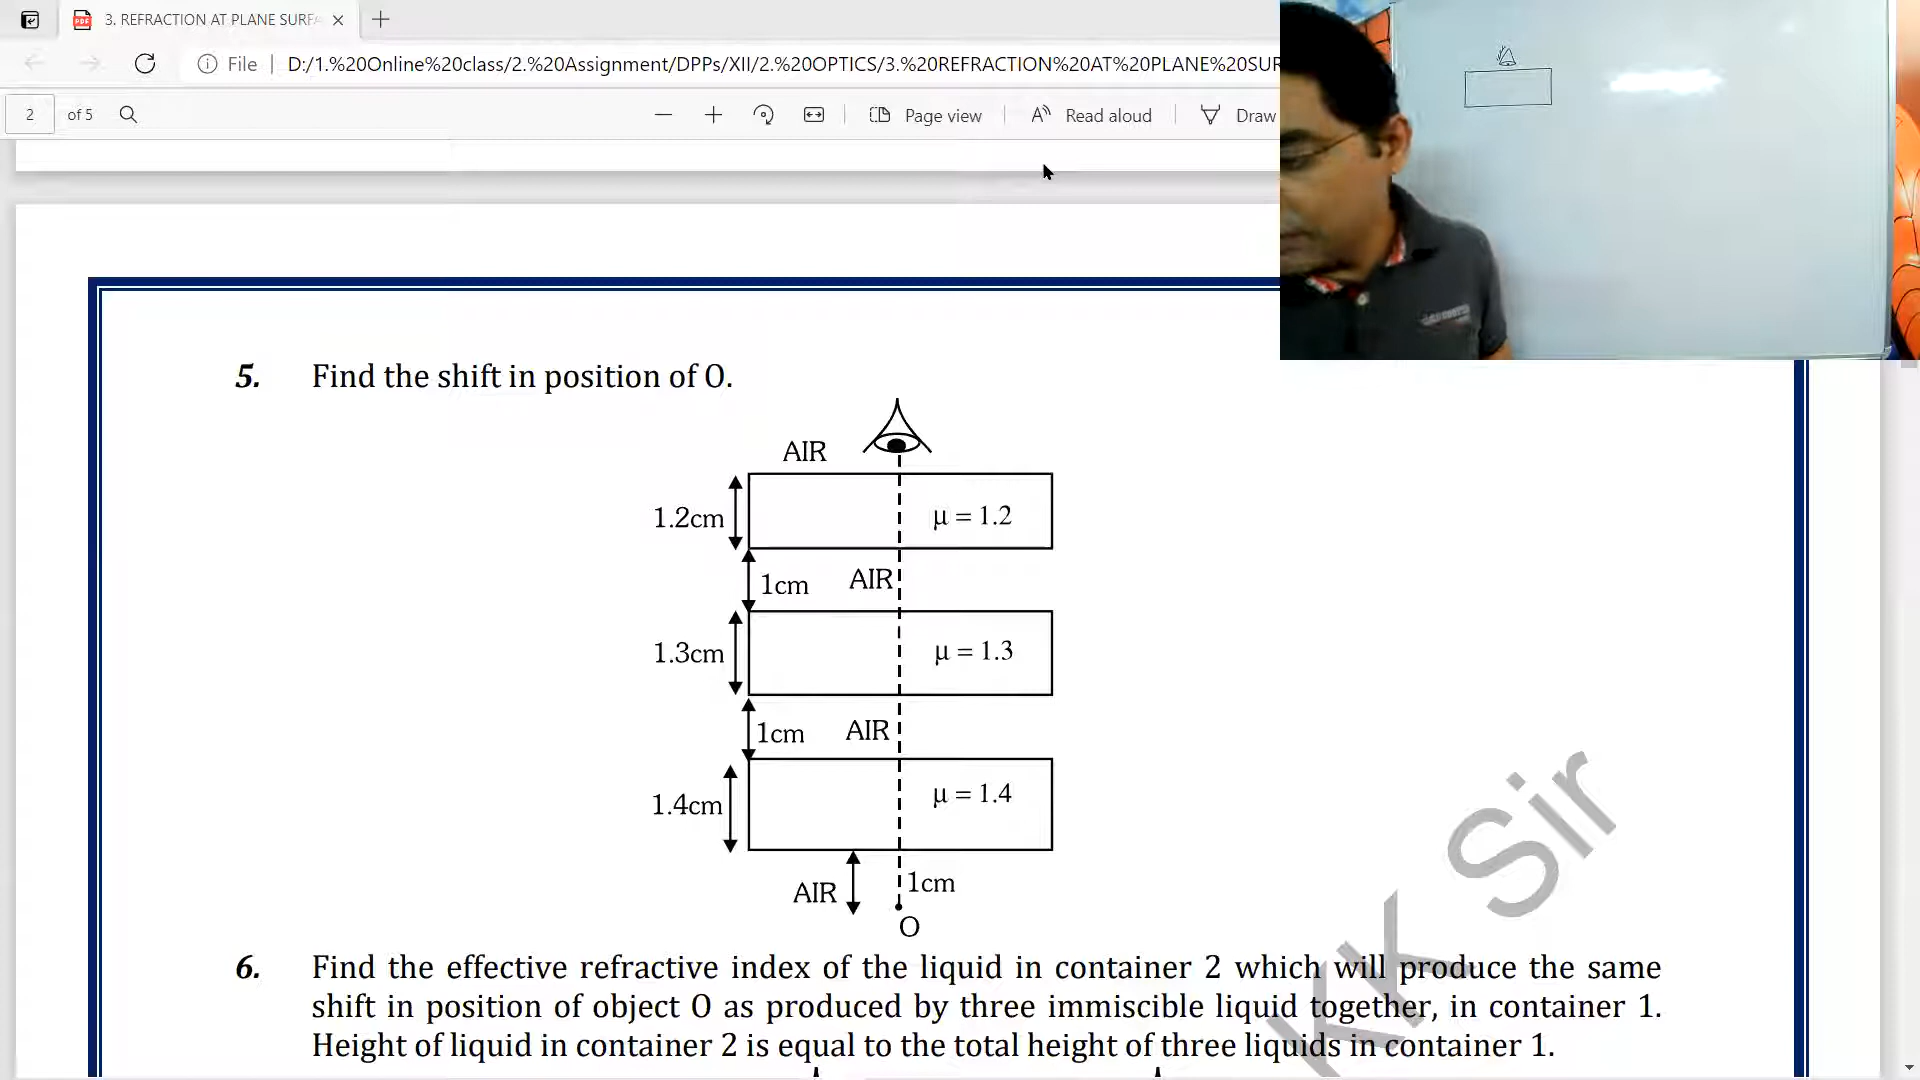 3. REFRACTION AT PLANE SURFA
File
D:/1.%20Online%20class/2.%20Assignment/DPPs/XII/2.%20OPTICS/3.%20REFRACTION%20AT%20PLANE%20SUR
2 of 5
Page view
Read aloud
Draw
5. Find the shift in position of O.
AIR
1.2cm
μ = 1.2
1cm
AIR
1.3cm
μ = 1.3
1cm
AIR
1.4cm
μ = 1.4
AIR
1cm
O
6. Find the effective refractive index of the liquid in container 2 which will produce the same
shift in position of object O as produced by three immiscible liquid together, in container 1.
Height of liquid in container 2 is equal to the total height of three liquids in container 1.
KK Sir